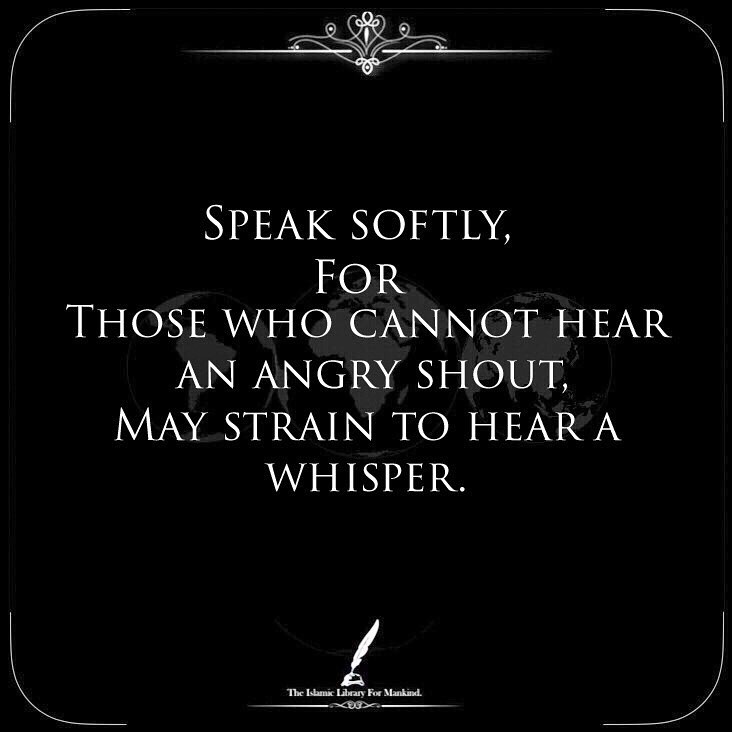 Speak softly,
For
Those who cannot hear
an angry shout,
May strain to hear a
whisper.
The Islamic Library For Mankind.